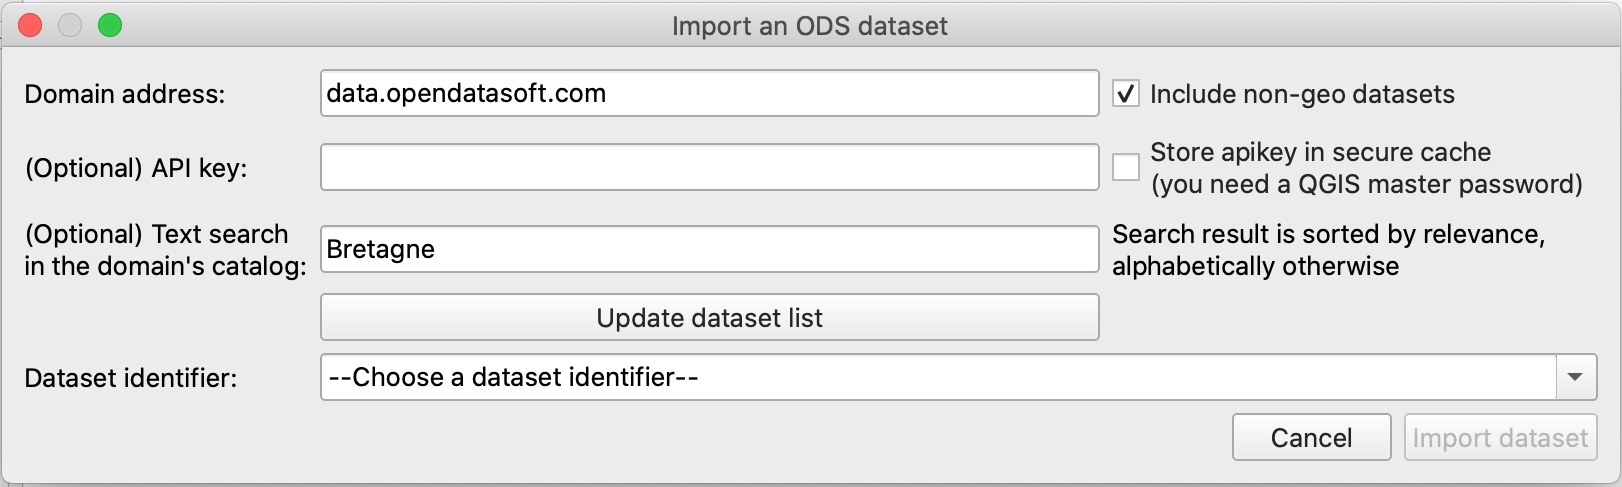 Import an ODS dataset
Domain address:
data.opendatasoft.com
Include non-geo datasets
(Optional) API key:
Store apikey in secure cache
(you need a QGIS master password)
(Optional) Text search
in the domain's catalog:
Bretagne
Search result is sorted by relevance,
alphabetically otherwise
Update dataset list
Dataset identifier:
--Choose a dataset identifier--
Cancel
Import dataset